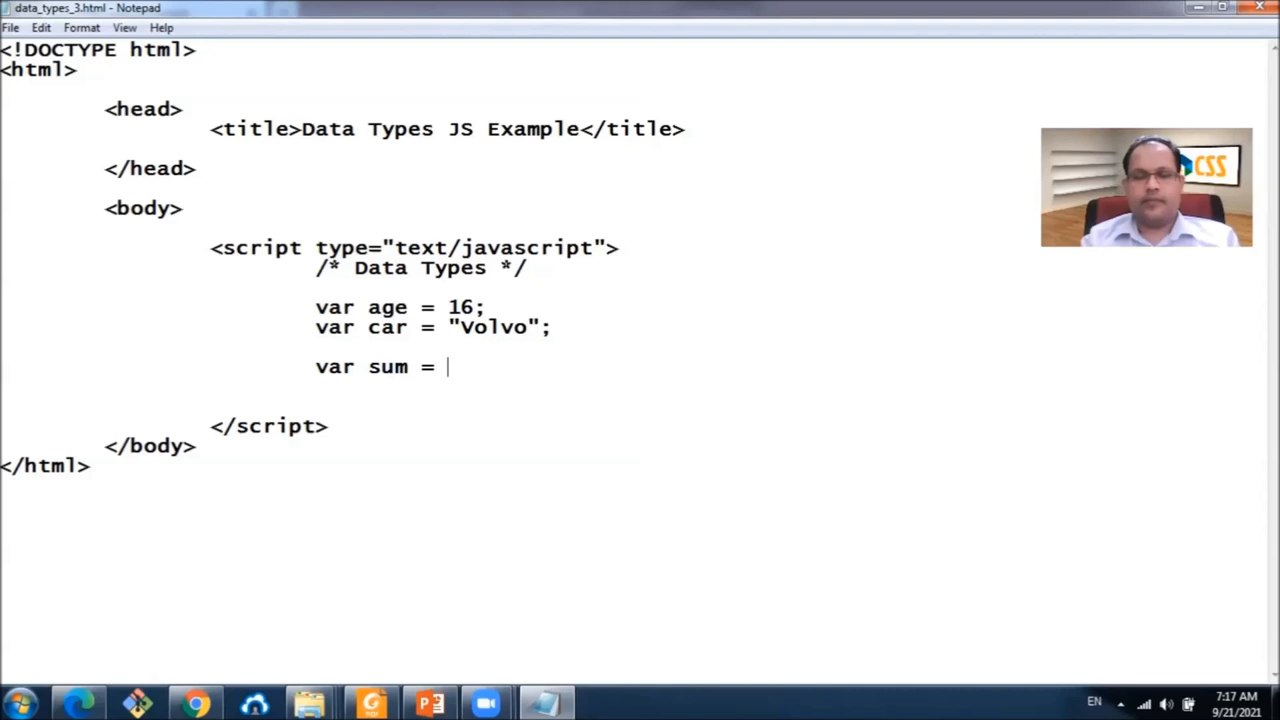 data_types_3.html - Notepad
File Edit Format View Help
<!DOCTYPE html>
<html>
<head>
<title>Data Types JS Example</title>
</head>
<body>
<script type="text/javascript">
/* Data Types */
var age = 16;
var car = "Volvo";
var sum =
</script>
</body>
</html>
CSS
EN
7:17 AM
9/21/2021